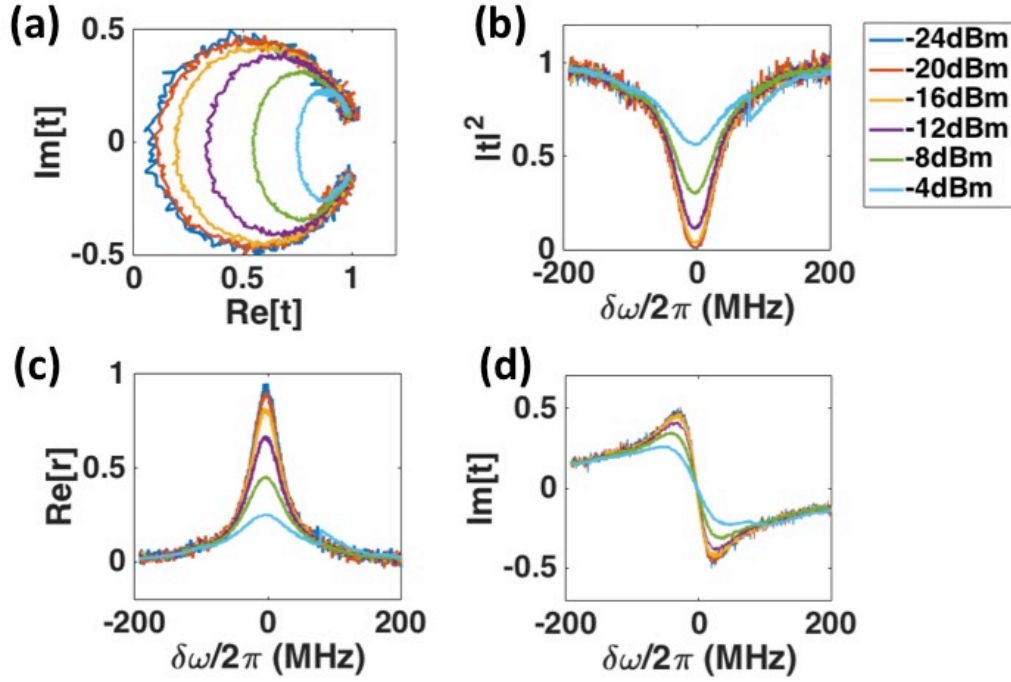 (a)
0.5
0
-0.5
Im[t]
0
0.5
1
Re[t]
(b)
1
0.5
0
|t|²
-200
0
200
δω/2π (MHz)
-24dBm
-20dBm
-16dBm
-12dBm
-8dBm
-4dBm
(c)
1
0.5
0
Re[r]
-200
0
200
δω/2π (MHz)
(d)
0.5
0
-0.5
Im[t]
-200
0
200
δω/2π (MHz)